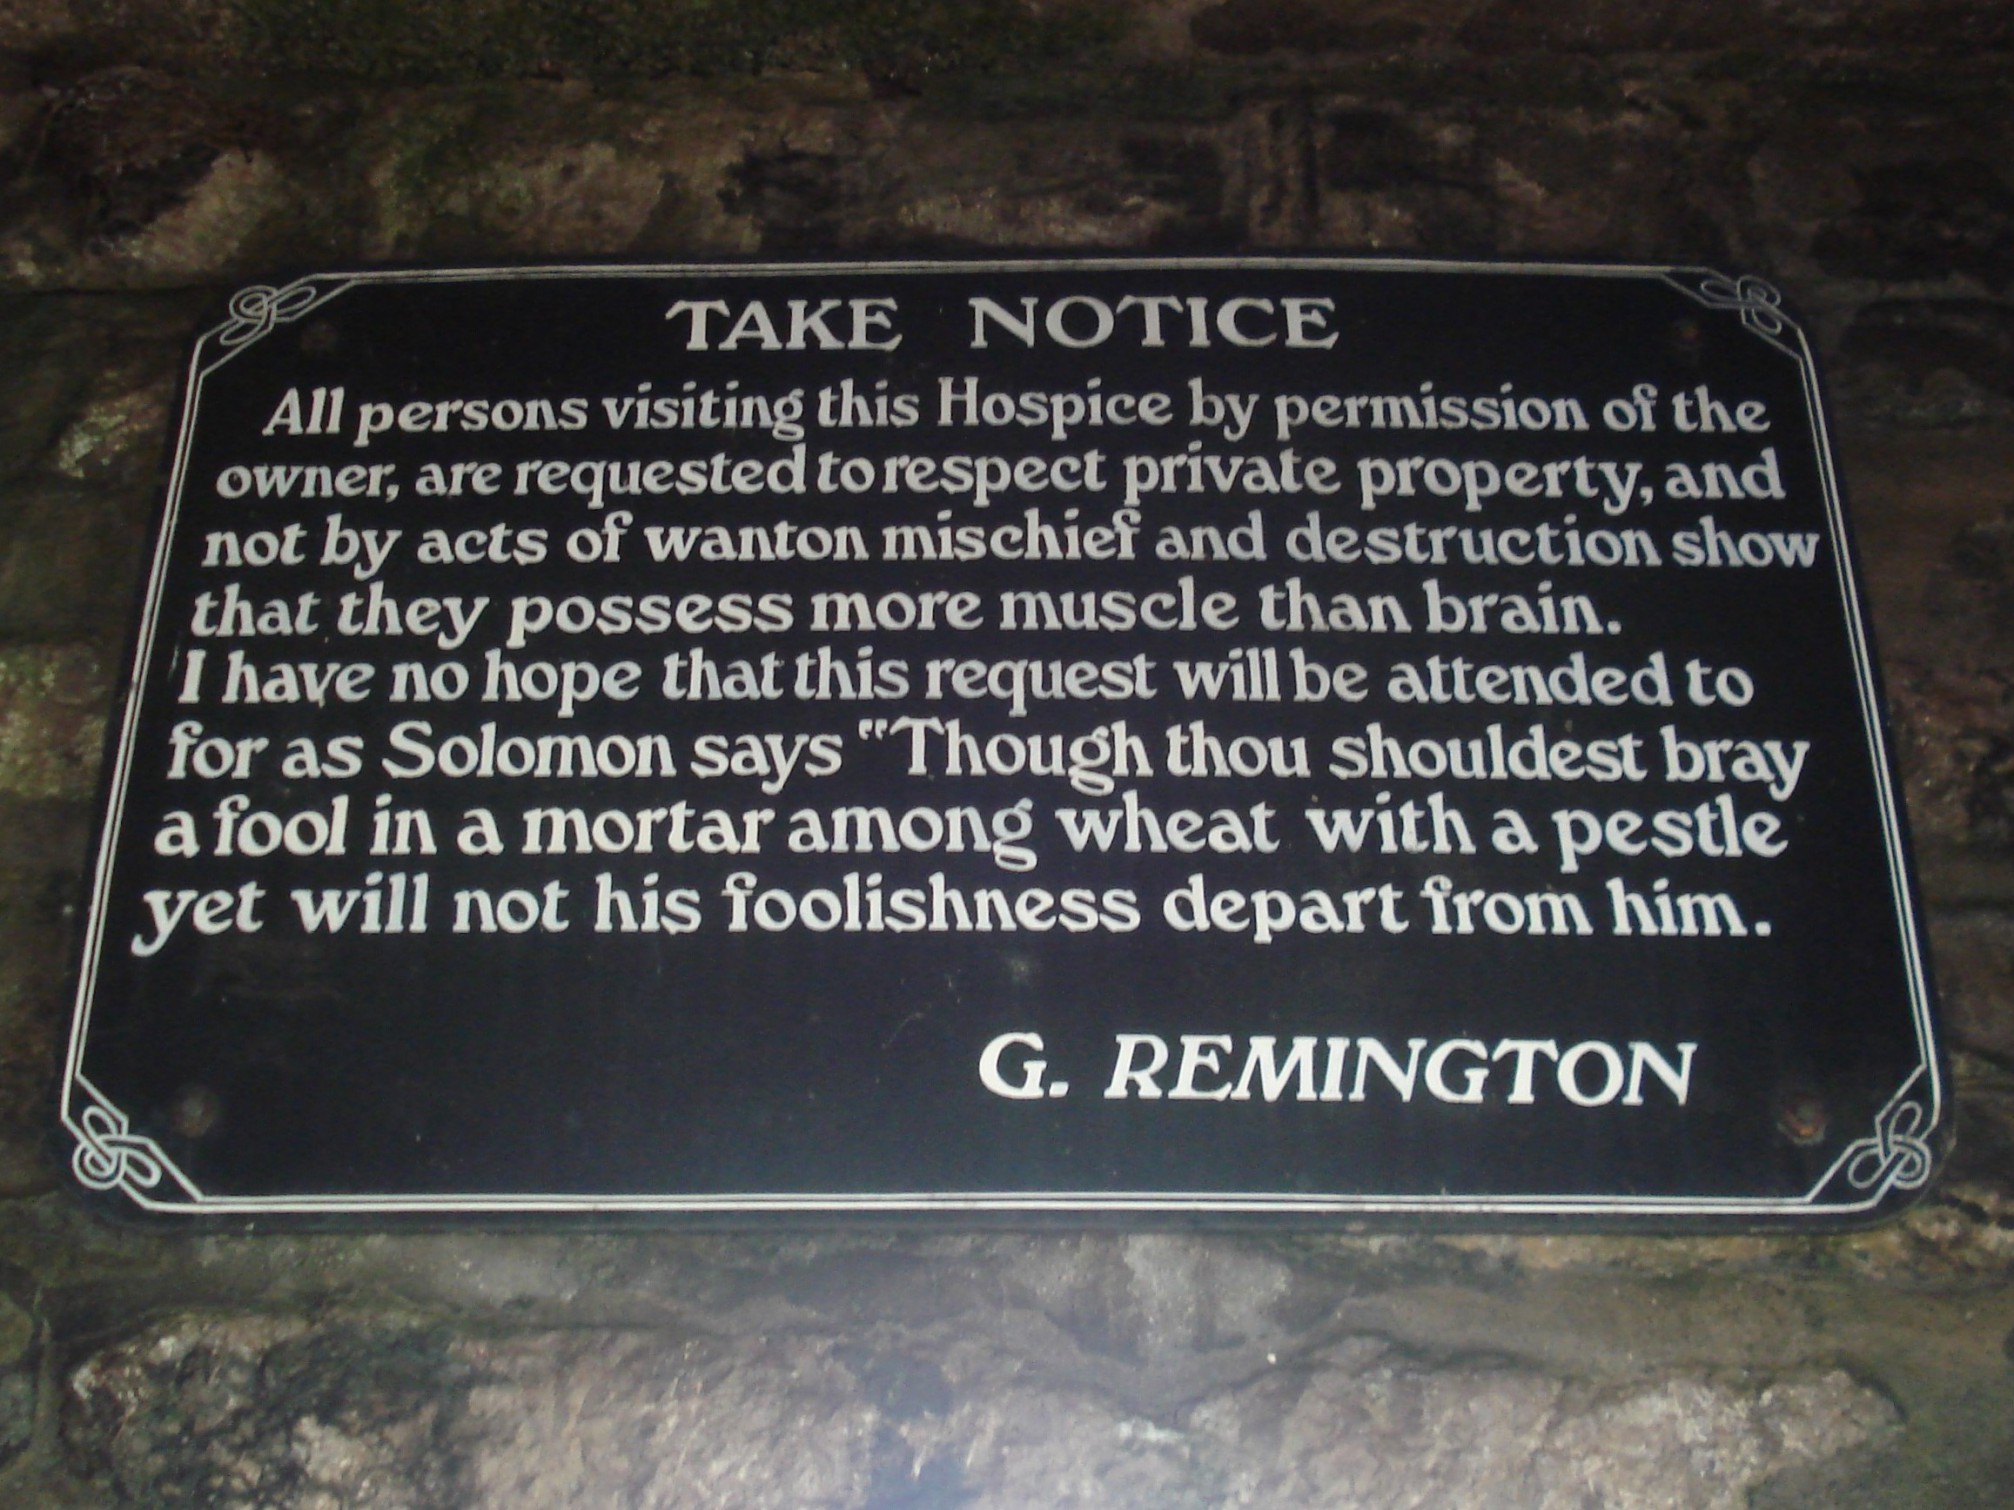 TAKE NOTICE
All persons visiting this Hospice by permission of the
owner, are requested to respect private property, and
not by acts of wanton mischief and destruction show
that they possess more muscle than brain.
I have no hope that this request will be attended to
for as Solomon says "Though thou shouldest bray
a fool in a mortar among wheat with a pestle
yet will not his foolishness depart from him.
G. REMINGTON